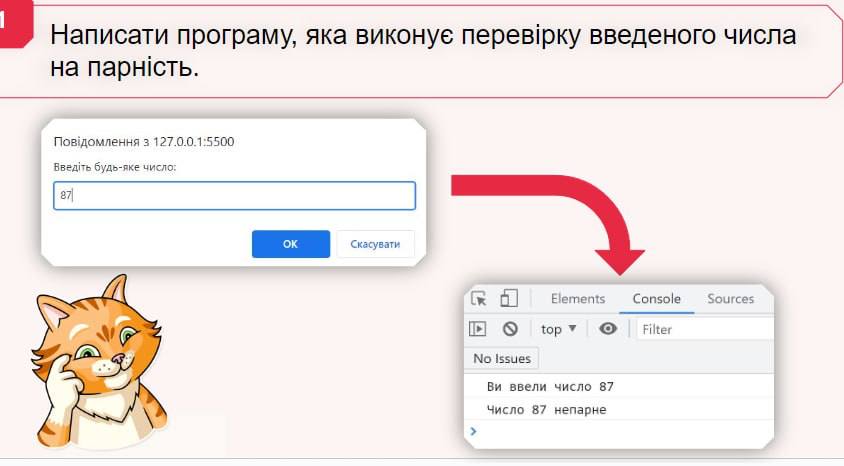 1
Написати програму, яка виконує перевірку введеного числа
на парність.
Повідомлення з 127.0.0.1:5500
Введіть будь-яке число:
87
ОК
Скасувати
Elements Console Sources
top ▼ Filter
No Issues
Ви ввели число 87
Число 87 непарне